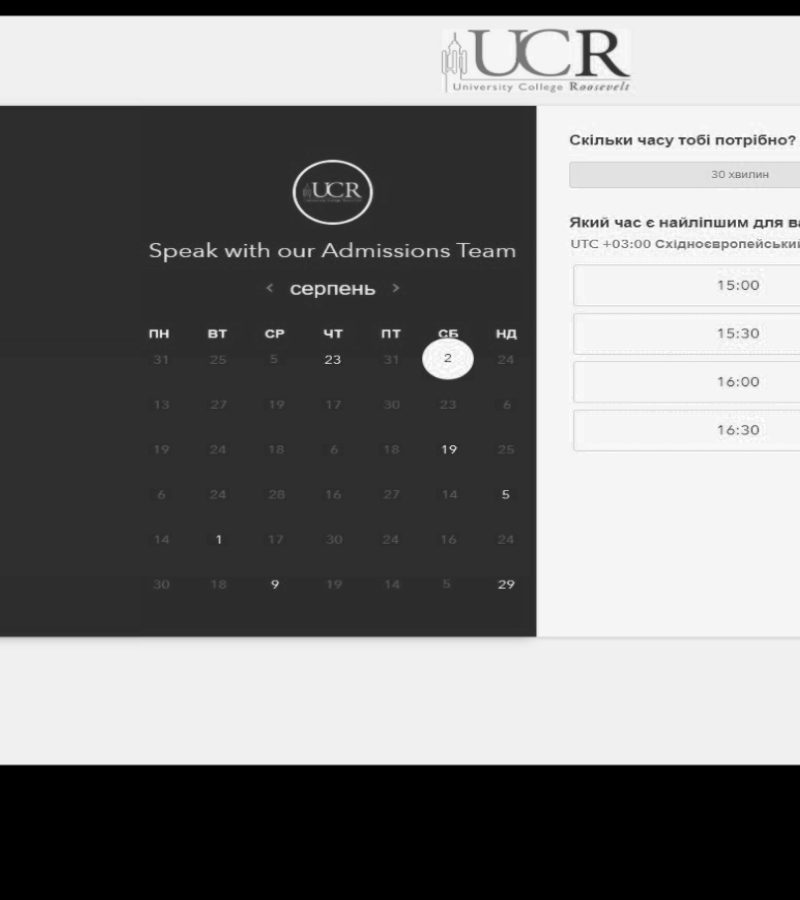 UCR
University College Roosevelt
UCR
Speak with our Admissions Team
‹ серпень ›
ПН ВТ СР ЧТ ПТ СБ НД
31 25 5 23 31 2 24
13 27 19 17 30 23 6
19 24 18 6 18 19 25
6 24 28 16 27 14 5
14 1 17 30 24 16 24
30 18 9 19 14 5 29
Скільки часу тобі потрібно?
30 хвилин
Який час є найліпшим для ва
UTC +03:00 Східноєвропейський
15:00
15:30
16:00
16:30